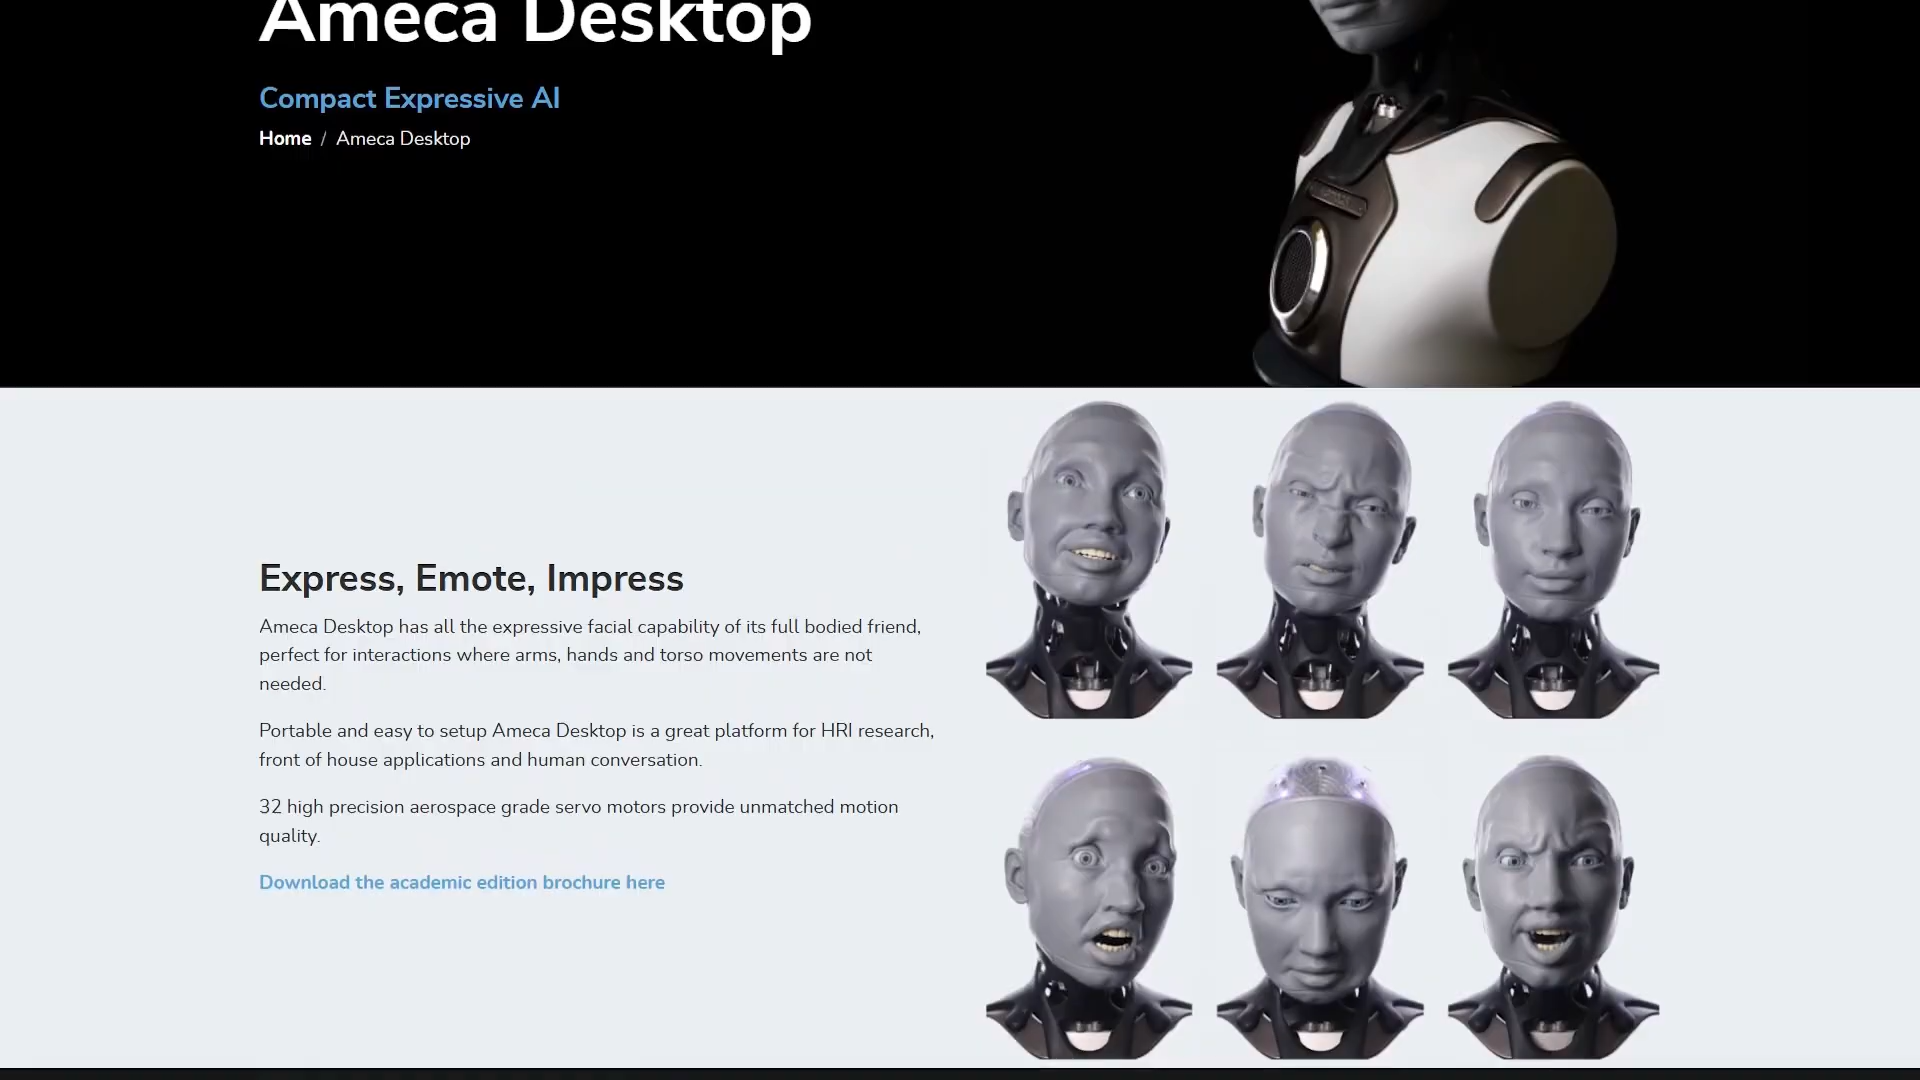 Ameca Desktop
Compact Expressive AI
Home / Ameca Desktop
Express, Emote, Impress
Ameca Desktop has all the expressive facial capability of its full bodied friend,
perfect for interactions where arms, hands and torso movements are not
needed.
Portable and easy to setup Ameca Desktop is a great platform for HRI research,
front of house applications and human conversation.
32 high precision aerospace grade servo motors provide unmatched motion
quality.
Download the academic edition brochure here